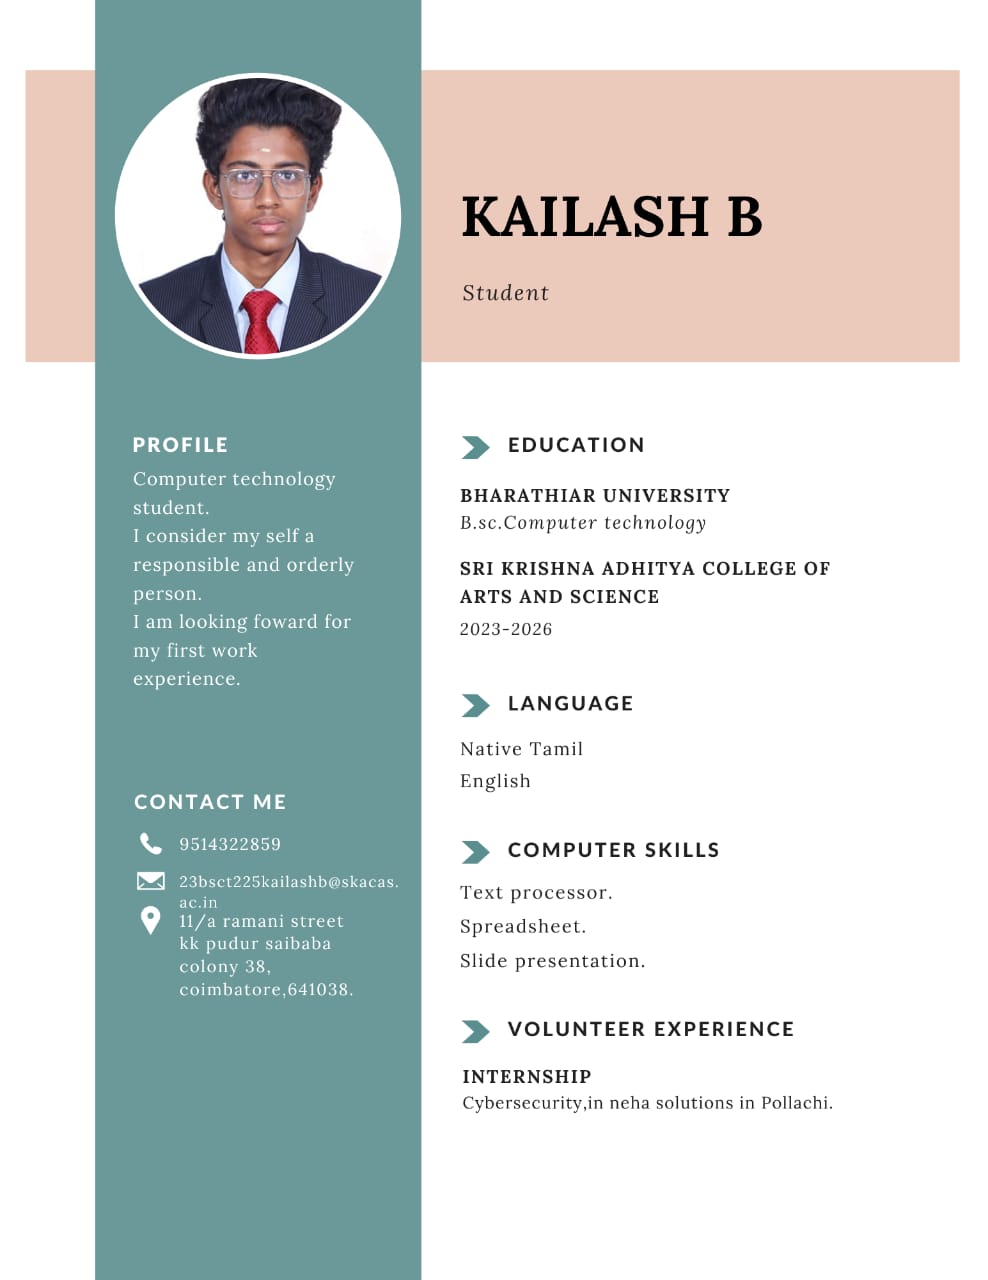 KAILASH B
Student
PROFILE
Computer technology
student.
I consider my self a
responsible and orderly
person.
I am looking foward for
my first work
experience.
CONTACT ME
9514322859
23bsct225kailashb@skacas.
ac.in
11/a ramani street
kk pudur saibaba
colony 38,
coimbatore,641038.
EDUCATION
BHARATHIAR UNIVERSITY
B.sc.Computer technology
SRI KRISHNA ADHITYA COLLEGE OF
ARTS AND SCIENCE
2023-2026
LANGUAGE
Native Tamil
English
COMPUTER SKILLS
Text processor.
Spreadsheet.
Slide presentation.
VOLUNTEER EXPERIENCE
INTERNSHIP
Cybersecurity,in neha solutions in Pollachi.